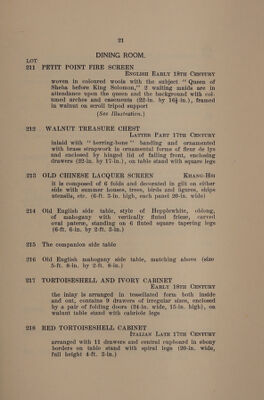 21
DINING ROOM.
LOT
211 PETIT POINT FIRE SCREEN
ENGLISH EARLY 18TH CENTURY
woven in coloured wools with the subject "Queen of
Sheba before King Solomon," 2 waiting maids are in
attendance upon the queen and the background with col-
umned arches and casements (22-in. by 16½-in.), framed
in walnut on scroll tripod support
(See Illustration.)
212 WALNUT TREASURE CHEST
LATTER PART 17TH CENTURY
inlaid with "herring-bone" banding and ornamented
with brass strapwork in ornamental forms of fleur de lys
and enclosed by hinged lid of falling front, enclosing
drawers (22-in. by 17-in.), on table stand with square legs
213 OLD CHINESE LACQUER SCREEN KHANG-HSI
it is composed of 6 folds and decorated in gilt on either
side with summer houses, trees, birds and figures, ships
utensils, etc. (6-ft. 5-in. high, each panel 20-in. wide)
214 Old English side table, style of Hepplewhite, oblong,
of mahogany with vertically fluted frieze, carved
oval pateræ, standing on 6 fluted square tapering legs
(6-ft. 6-in. by 2-ft. 3-in.)
215 The companion side table
216 Old English mahogany side table, matching above (size
5-ft. 8-in. by 2-ft. 8-in.)
217 TORTOISESHELL AND IVORY CABINET
EARLY 18TH CENTURY
the inlay is arranged in tessellated form both inside
and out, contains 9 drawers of irregular sizes, enclosed
by a pair of folding doors (24-in. wide, 15-in. high), on
walnut table stand with cabriole legs
218 RED TORTOISESHELL CABINET
ITALIAN LATE 17TH CENTURY
arranged with 11 drawers and central cupboard in ebony
borders on table stand with spiral legs (20-in. wide,
full height 4-ft. 2-in.)